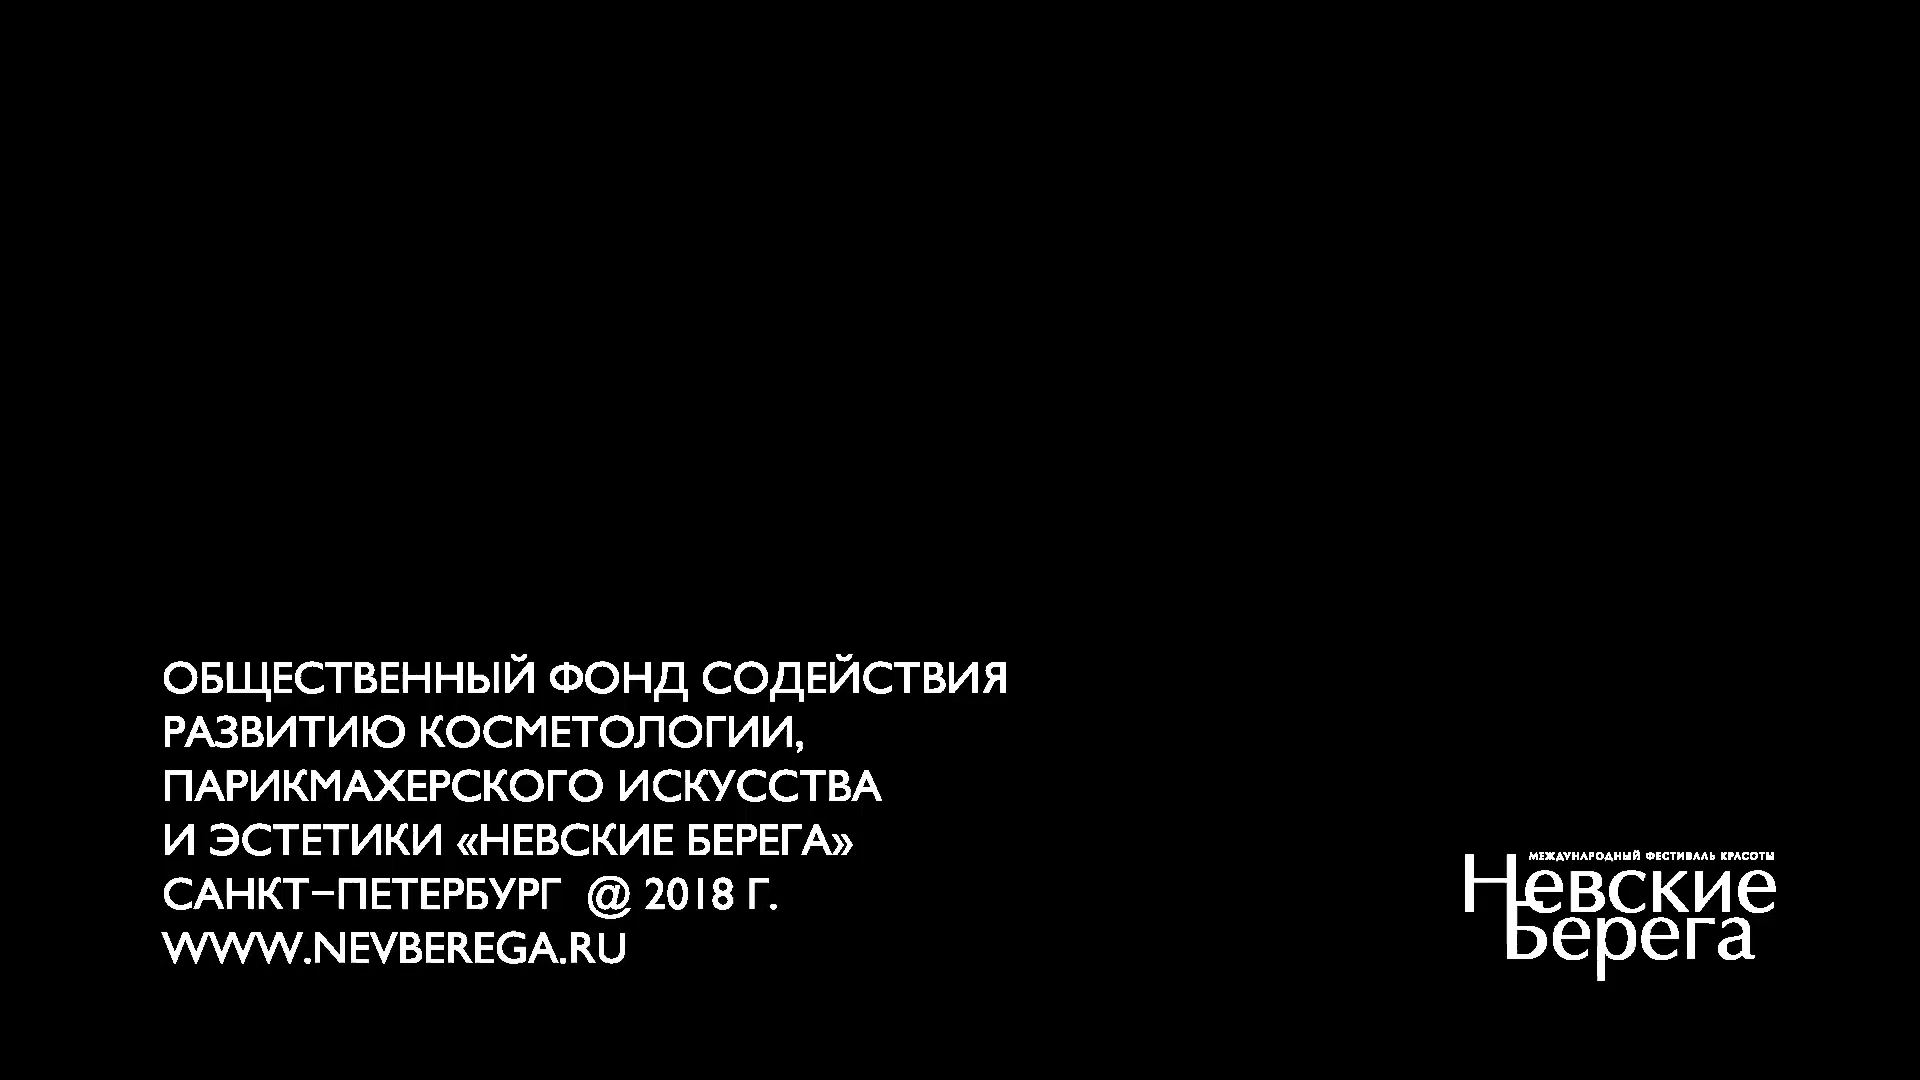 ОБЩЕСТВЕННЫЙ ФОНД СОДЕЙСТВИЯ
РАЗВИТИЮ КОСМЕТОЛОГИИ,
ПАРИКМАХЕРСКОГО ИСКУССТВА
И ЭСТЕТИКИ «НЕВСКИЕ БЕРЕГА»
САНКТ-ПЕТЕРБУРГ @ 2018 Г.
WWW.NEVBEREGA.RU
МЕЖДУНАРОДНЫЙ ФЕСТИВАЛЬ КРАСОТЫ
Невские
Берега